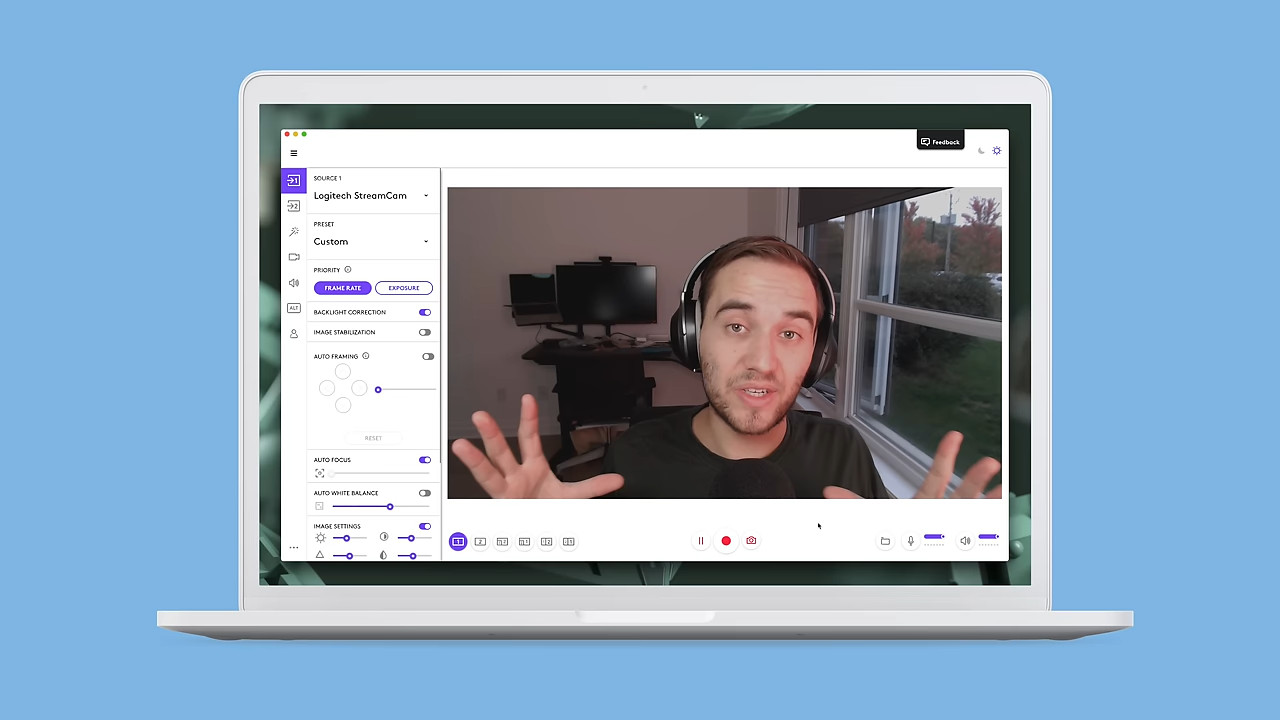 Feedback
SOURCE 1
Logitech StreamCam
PRESET
Custom
PRIORITY
FRAME RATE
EXPOSURE
BACKLIGHT CORRECTION
IMAGE STABILIZATION
AUTO FRAMING
RESET
AUTO FOCUS
AUTO WHITE BALANCE
IMAGE SETTINGS
ALT